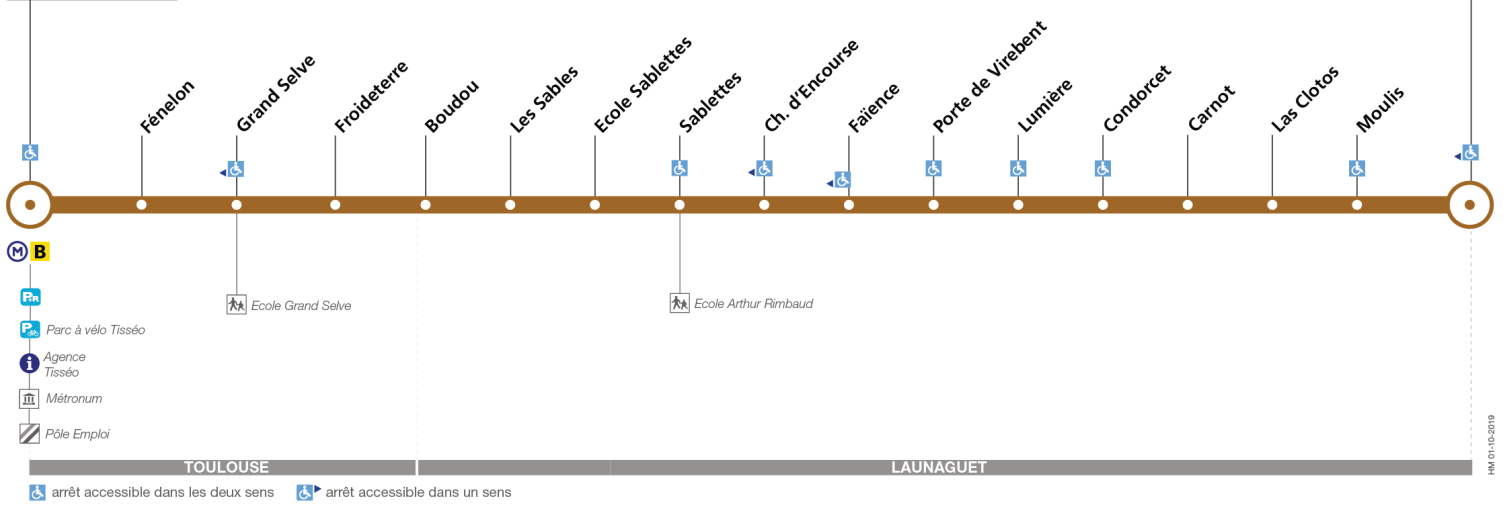 Fénelon
Grand Selve
Froideterre
Boudou
Les Sables
Ecole Sablettes
Sablettes
Ch. d'Encourse
Faïence
Porte de Virebent
Lumière
Condorcet
Carnot
Las Clotos
Moulis
M B
P+R
Ecole Grand Selve
Ecole Arthur Rimbaud
P Parc à vélo Tisséo
i Agence
Tisséo
Métronum
Pôle Emploi
HM 01-10-2019
TOULOUSE
LAUNAGUET
arrêt accessible dans les deux sens
arrêt accessible dans un sens